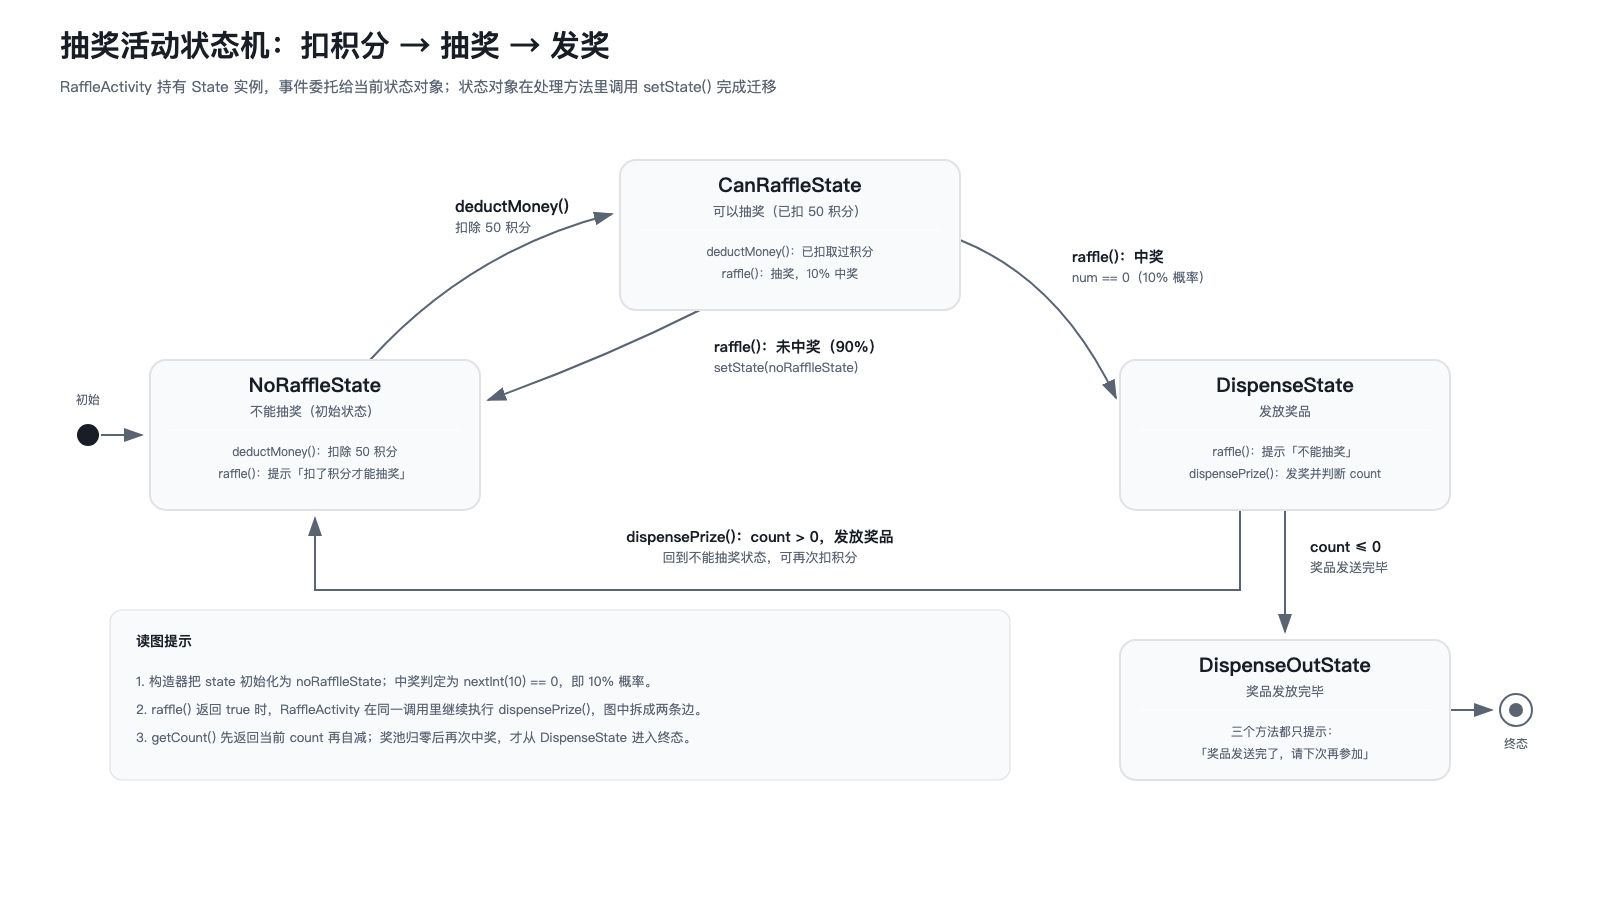 抽奖活动状态机：扣积分 → 抽奖 → 发奖
RaffleActivity 持有 State 实例，事件委托给当前状态对象；状态对象在处理方法里调用 setState() 完成迁移
CanRaffleState
可以抽奖（已扣 50 积分）
deductMoney()：已扣取过积分
raffle()：抽奖，10% 中奖
deductMoney()
扣除 50 积分
raffle()：中奖
num == 0（10% 概率）
raffle()：未中奖（90%）
setState(noRafflleState)
初始
NoRaffleState
不能抽奖（初始状态）
deductMoney()：扣除 50 积分
raffle()：提示「扣了积分才能抽奖」
DispenseState
发放奖品
raffle()：提示「不能抽奖」
dispensePrize()：发奖并判断 count
dispensePrize()：count > 0，发放奖品
回到不能抽奖状态，可再次扣积分
count ≤ 0
奖品发送完毕
读图提示
1. 构造器把 state 初始化为 noRafflleState；中奖判定为 nextInt(10) == 0，即 10% 概率。
2. raffle() 返回 true 时，RaffleActivity 在同一调用里继续执行 dispensePrize()，图中拆成两条边。
3. getCount() 先返回当前 count 再自减；奖池归零后再次中奖，才从 DispenseState 进入终态。
DispenseOutState
奖品发放完毕
三个方法都只提示：
「奖品发送完了，请下次再参加」
终态